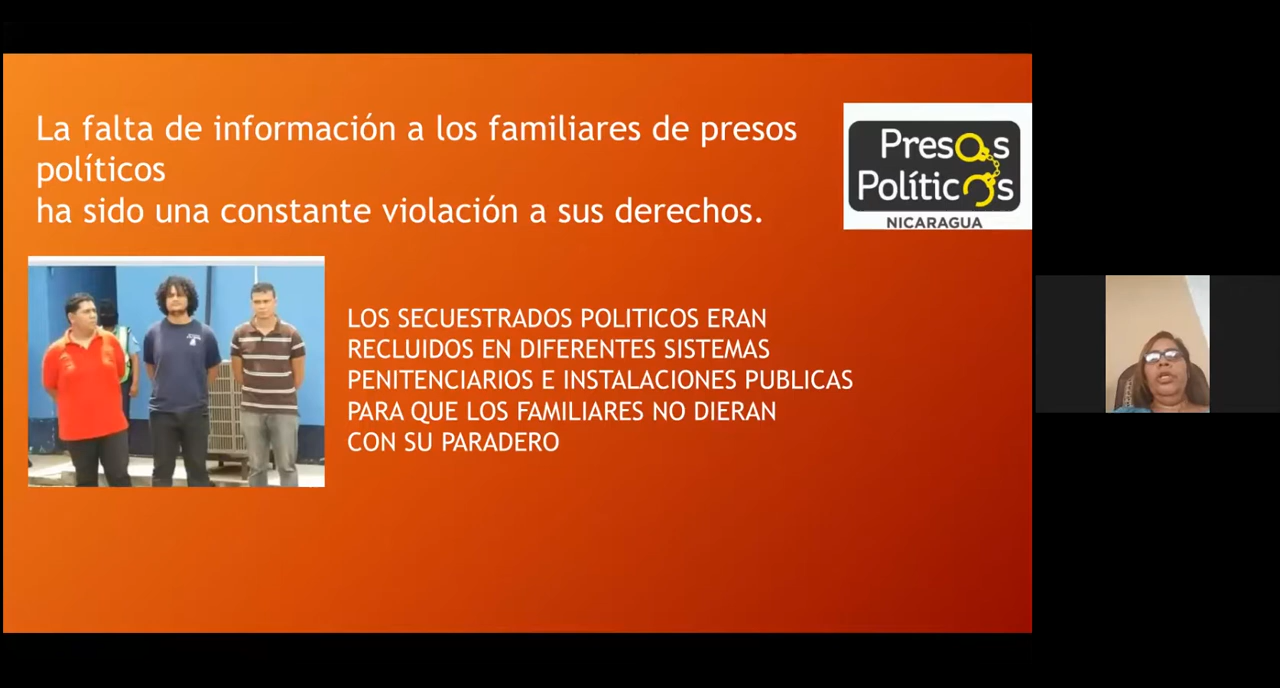 La falta de información a los familiares de presos
políticos
ha sido una constante violación a sus derechos.
Presos
Políticos
NICARAGUA
LOS SECUESTRADOS POLITICOS ERAN
RECLUIDOS EN DIFERENTES SISTEMAS
PENITENCIARIOS E INSTALACIONES PUBLICAS
PARA QUE LOS FAMILIARES NO DIERAN
CON SU PARADERO